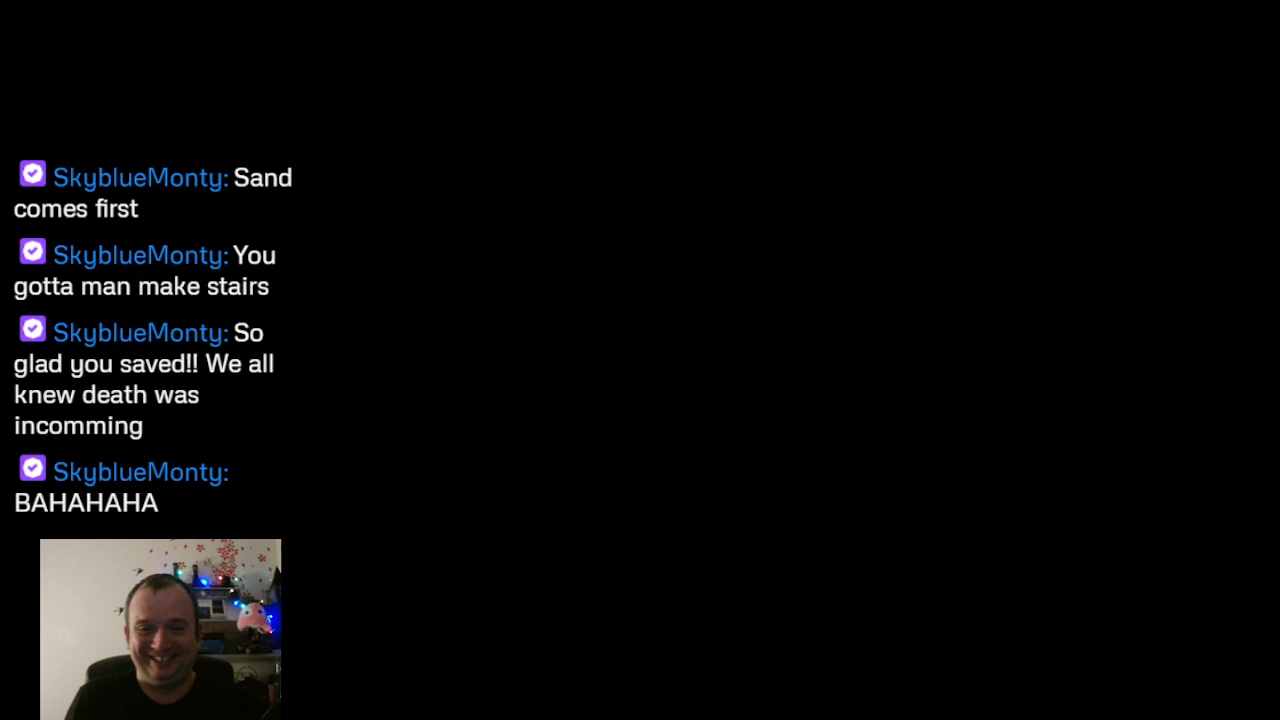 SkyblueMonty: Sand
comes first
SkyblueMonty: You
gotta man make stairs
SkyblueMonty: So
glad you saved!! We all
knew death was
incomming
SkyblueMonty:
BAHAHAHA